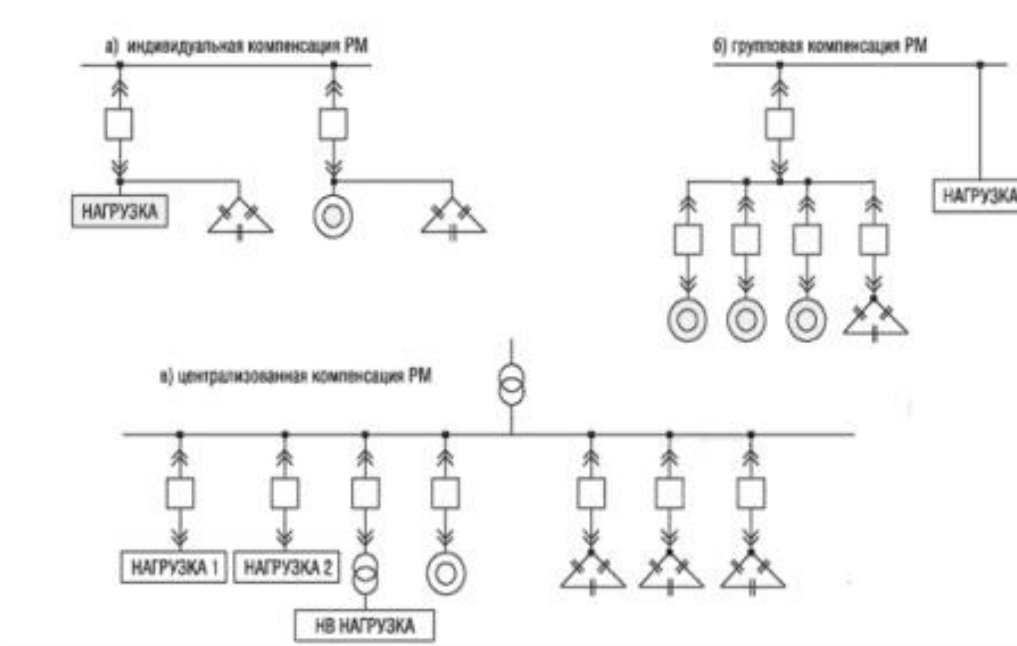 а) индивидуальная компенсация РМ
б) групповая компенсация РМ
НАГРУЗКА
НАГРУЗКА
в) централизованная компенсация РМ
НАГРУЗКА 1
НАГРУЗКА 2
НВ НАГРУЗКА